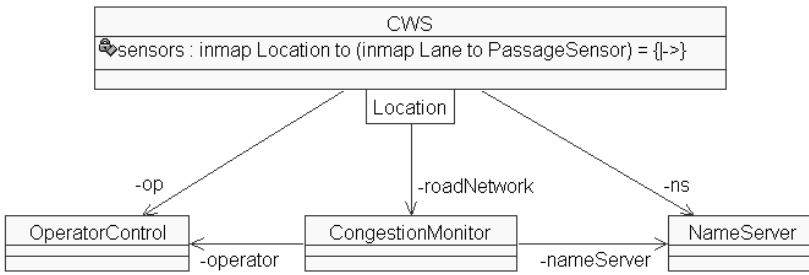 CWS
sensors : inmap Location to (inmap Lane to PassageSensor) = {|->}
Location
-op
-roadNetwork
-ns
OperatorControl
CongestionMonitor
NameServer
-operator
-nameServer